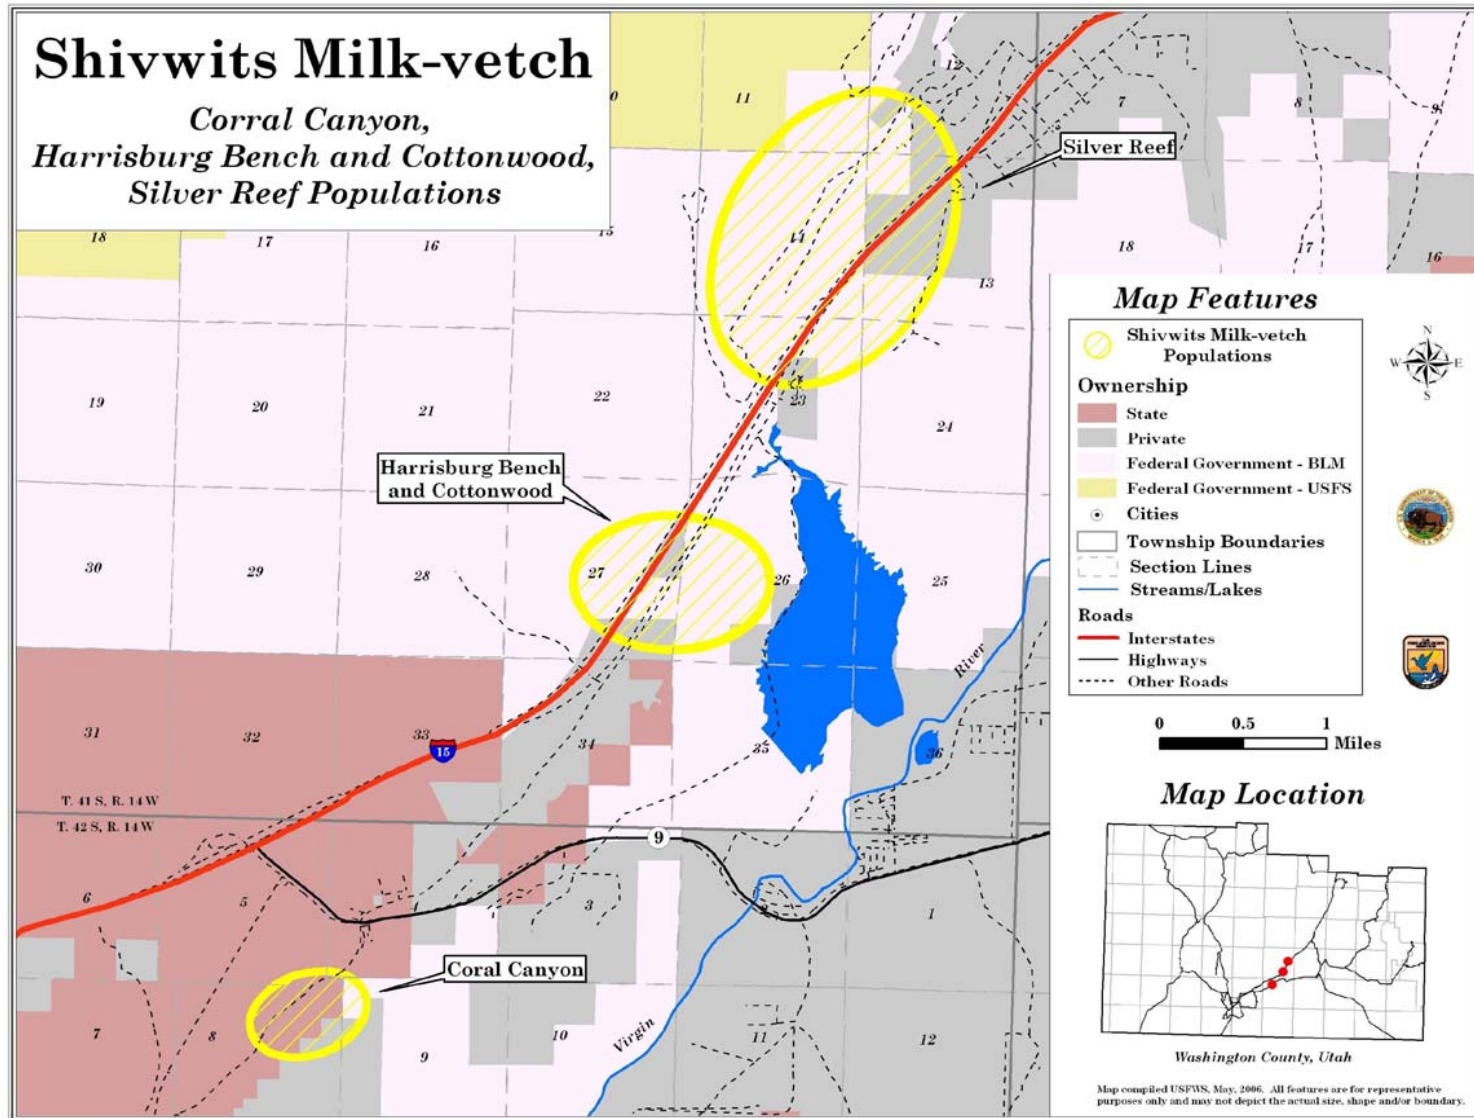 Shivwits Milk-vetch
Corral Canyon,
Harrisburg Bench and Cottonwood,
Silver Reef Populations
0
11
12
7
8
9
Silver Reef
18
17
16
15
14
13
18
17
16
19
20
21
22
23
24
Harrisburg Bench
and Cottonwood
30
29
28
27
26
25
31
32
33
34
35
36
15
River
T. 41 S, R. 14 W
T. 42 S, R. 14 W
9
6
5
4
3
2
1
Coral Canyon
7
8
9
10
11
12
Virgin
Map Features
Shivwits Milk-vetch
Populations
Ownership
State
Private
Federal Government - BLM
Federal Government - USFS
Cities
Township Boundaries
Section Lines
Streams/Lakes
Roads
Interstates
Highways
Other Roads
N
W E
S
0 0.5 1
Miles
Map Location
Washington County, Utah
Map compiled USFWS, May, 2006. All features are for representative
purposes only and may not depict the actual size, shape and/or boundary.